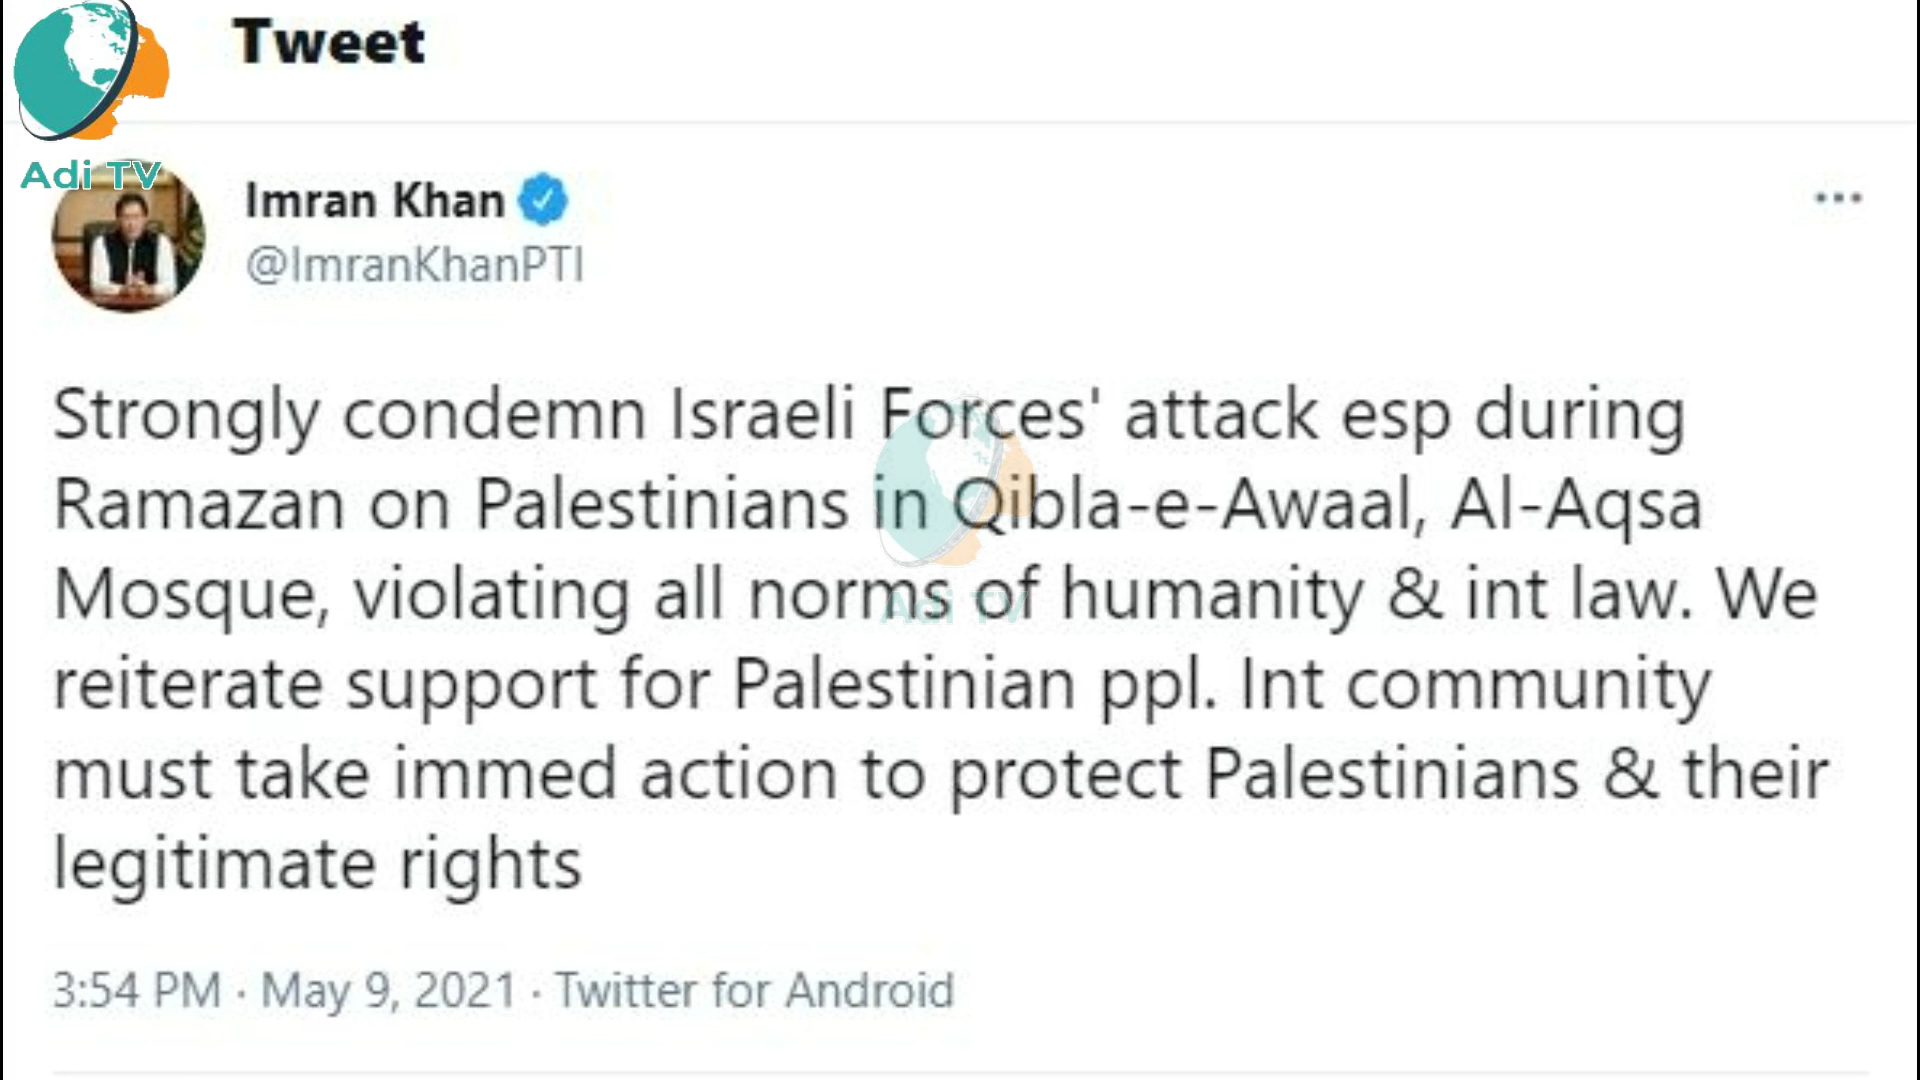 Tweet
Adi TV
Imran Khan
@ImranKhanPTI
Strongly condemn Israeli Forces' attack esp during
Ramazan on Palestinians in Qibla-e-Awaal, Al-Aqsa
Mosque, violating all norms of humanity & int law. We
reiterate support for Palestinian ppl. Int community
must take immed action to protect Palestinians & their
legitimate rights
Adi TV
3:54 PM · May 9, 2021 · Twitter for Android